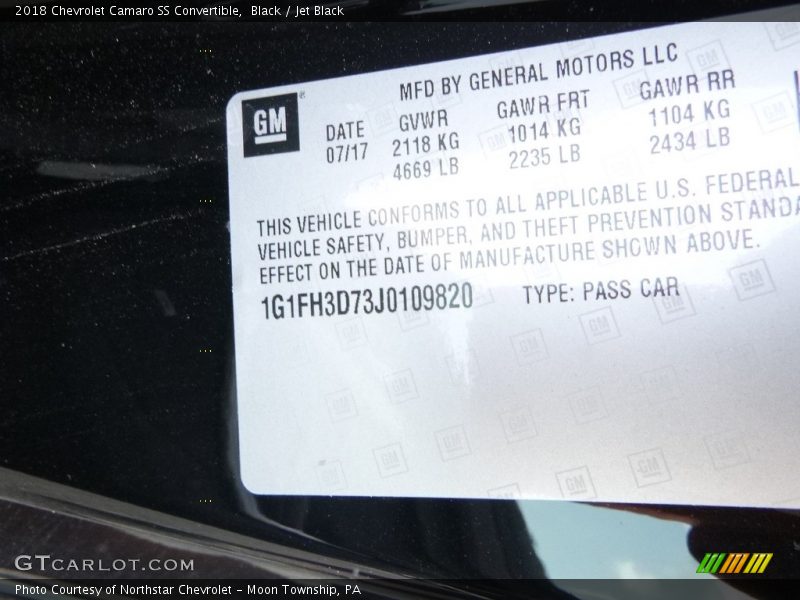 2018 Chevrolet Camaro SS Convertible,  Black / Jet Black
MFD BY GENERAL MOTORS LLC
GM
DATE GVWR GAWR FRT GAWR RR
07/17 2118 KG 1014 KG 1104 KG
4669 LB 2235 LB 2434 LB
THIS VEHICLE CONFORMS TO ALL APPLICABLE U.S. FEDERAL
VEHICLE SAFETY, BUMPER, AND THEFT PREVENTION STANDA
EFFECT ON THE DATE OF MANUFACTURE SHOWN ABOVE.
1G1FH3D73J0109820 TYPE: PASS CAR
GTCARLOT.COM
Photo Courtesy of Northstar Chevrolet – Moon Township, PA